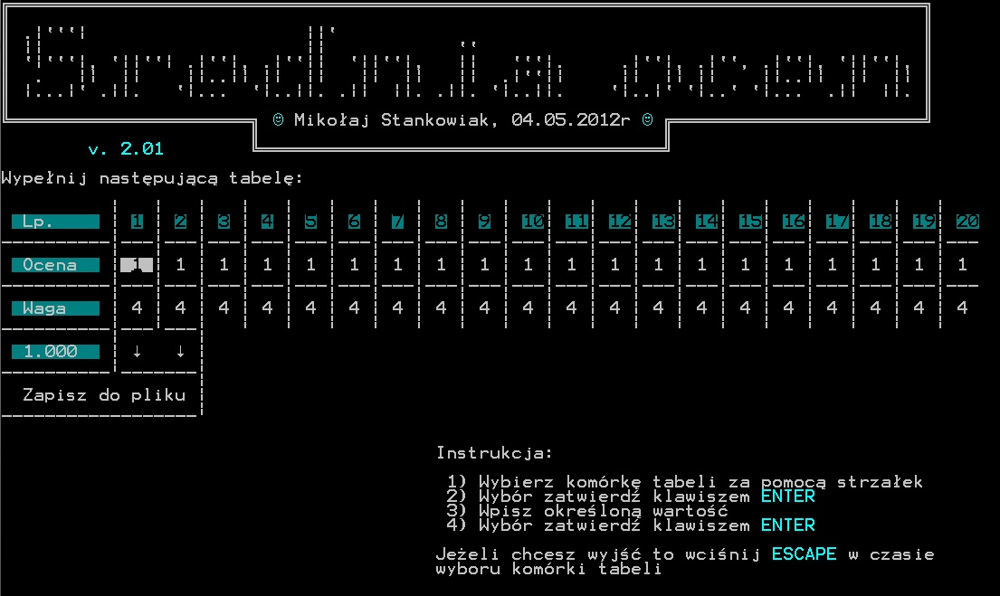 Srednia ocen
☺ Mikołaj Stankowiak, 04.05.2012r ☺
v. 2.01
Wypełnij następującą tabelę:
Lp. 1 2 3 4 5 6 7 8 9 10 11 12 13 14 15 16 17 18 19 20
Ocena 1 1 1 1 1 1 1 1 1 1 1 1 1 1 1 1 1 1 1 1
Waga 4 4 4 4 4 4 4 4 4 4 4 4 4 4 4 4 4 4 4 4
1.000 ↓ ↓
Zapisz do pliku
Instrukcja:
1) Wybierz komórkę tabeli za pomocą strzałek
2) Wybór zatwierdź klawiszem ENTER
3) Wpisz określoną wartość
4) Wybór zatwierdź klawiszem ENTER
Jeżeli chcesz wyjść to wciśnij ESCAPE w czasie
wyboru komórki tabeli